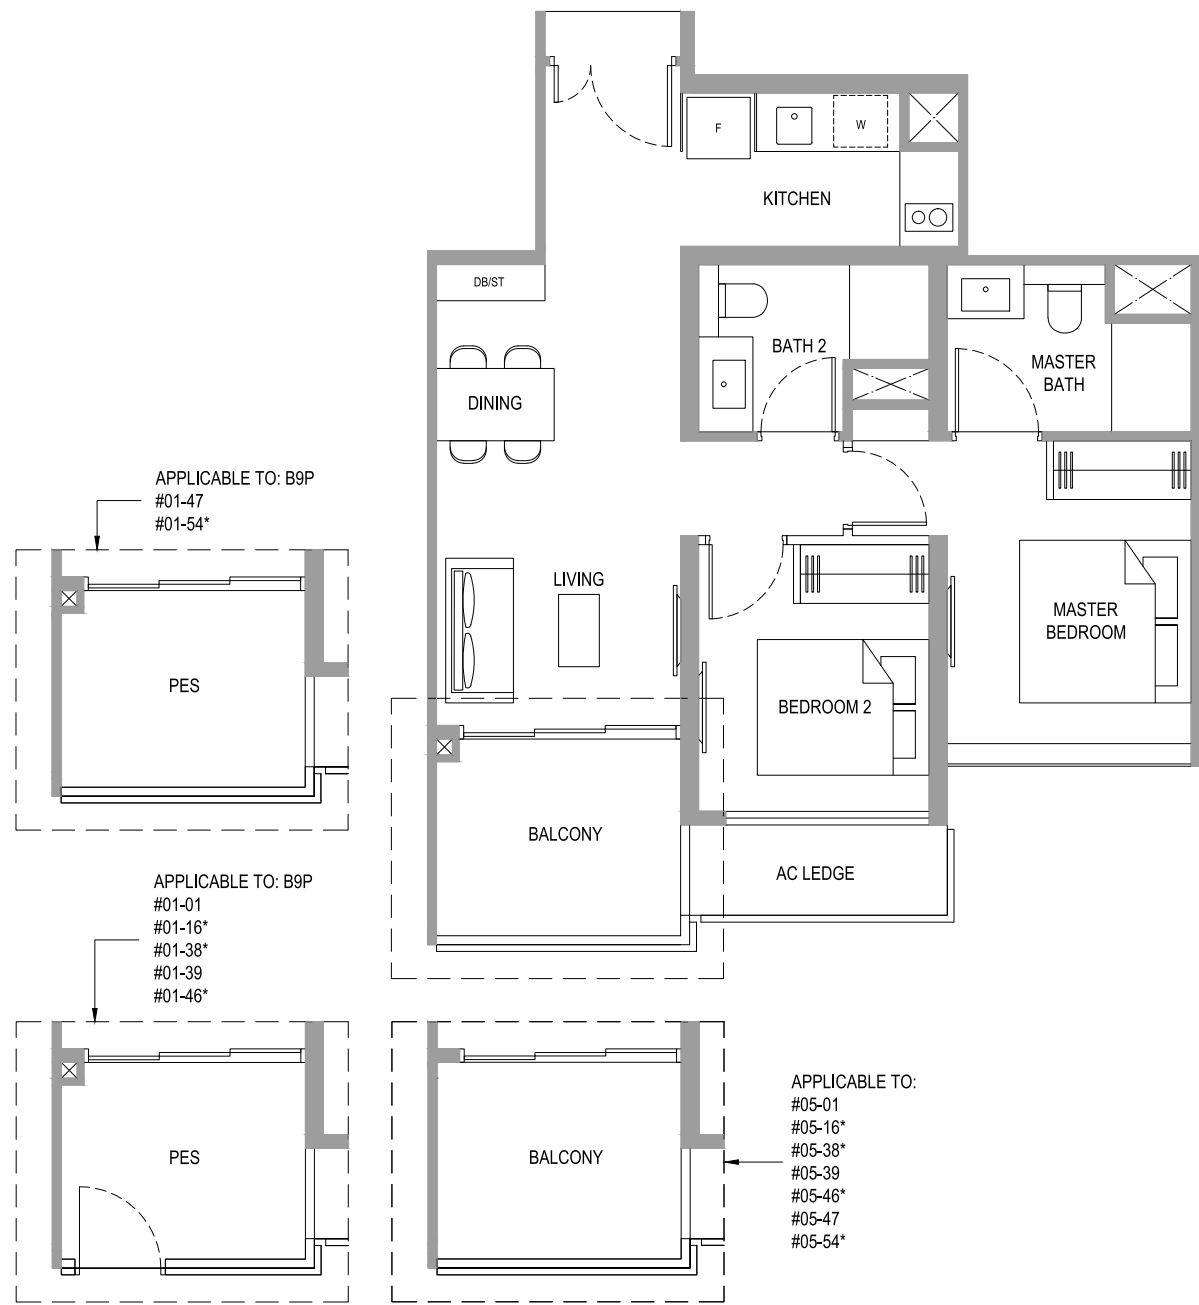 F
W
KITCHEN
DB/ST
BATH 2
MASTER
BATH
DINING
APPLICABLE TO: B9P
#01-47
#01-54*
LIVING
MASTER
BEDROOM
PES
BEDROOM 2
BALCONY
AC LEDGE
APPLICABLE TO: B9P
#01-01
#01-16*
#01-38*
#01-39
#01-46*
PES
BALCONY
APPLICABLE TO:
#05-01
#05-16*
#05-38*
#05-39
#05-46*
#05-47
#05-54*